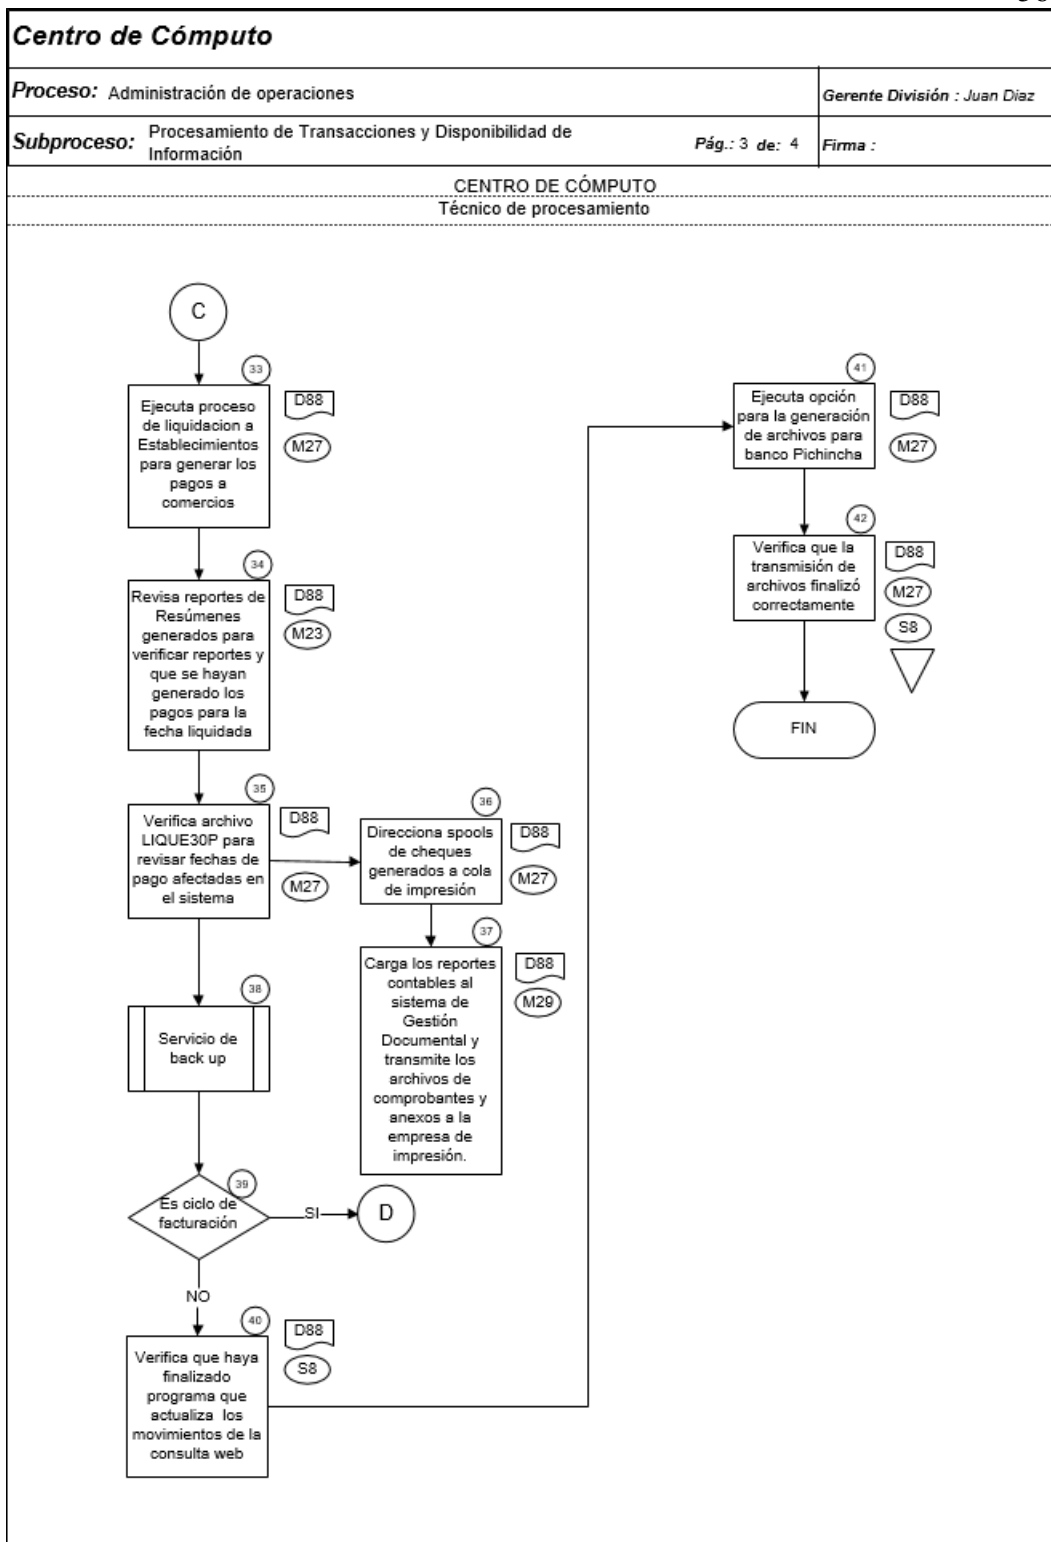 Centro de Cómputo
Proceso: Administración de operaciones
Gerente División : Juan Diaz
Subproceso: Procesamiento de Transacciones y Disponibilidad de
Información
Pág.: 3 de: 4
Firma :
CENTRO DE CÓMPUTO
Técnico de procesamiento
C
33
Ejecuta proceso
de liquidacion a
Establecimientos
para generar los
pagos a
comercios
D88
M27
34
Revisa reportes de
Resúmenes
generados para
verificar reportes y
que se hayan
generado los
pagos para la
fecha liquidada
D88
M23
35
Verifica archivo
LIQUE30P para
revisar fechas de
pago afectadas en
el sistema
D88
M27
36
Direcciona spools
de cheques
generados a cola
de impresión
D88
M27
37
Carga los reportes
contables al
sistema de
Gestión
Documental y
transmite los
archivos de
comprobantes y
anexos a la
empresa de
impresión.
D88
M29
38
Servicio de
back up
39
Es ciclo de
facturación
SI
D
NO
40
Verifica que haya
finalizado
programa que
actualiza los
movimientos de la
consulta web
D88
S8
41
Ejecuta opción
para la generación
de archivos para
banco Pichincha
D88
M27
42
Verifica que la
transmisión de
archivos finalizó
correctamente
D88
M27
S8
FIN